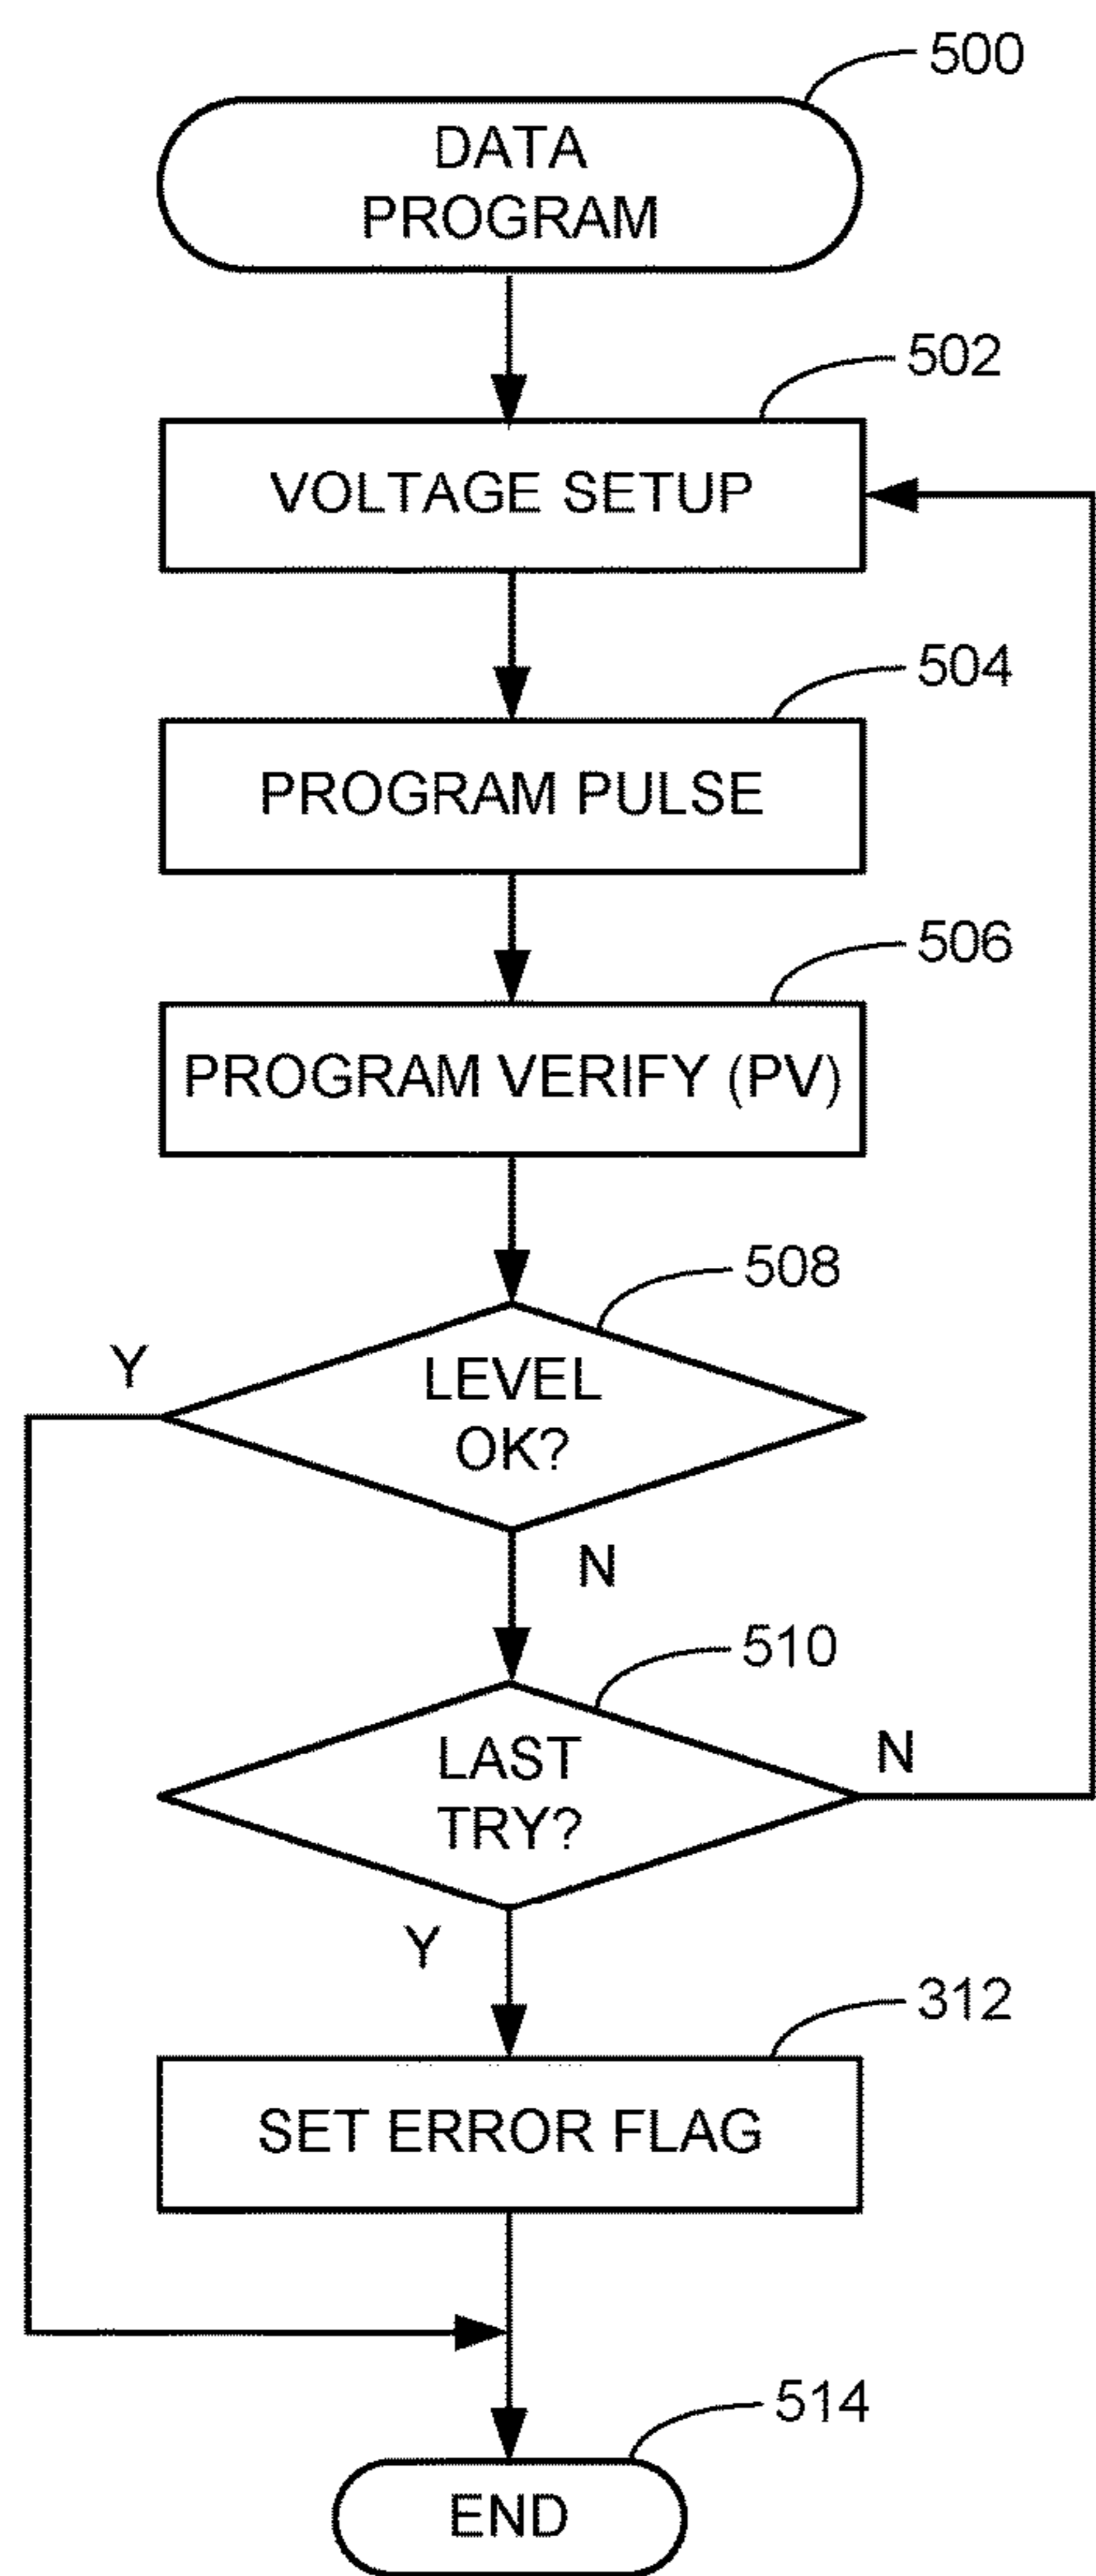 500
DATA
PROGRAM
502
VOLTAGE SETUP
504
PROGRAM PULSE
506
PROGRAM VERIFY (PV)
508
Y
LEVEL
OK?
N
510
LAST
TRY?
N
Y
312
SET ERROR FLAG
514
END